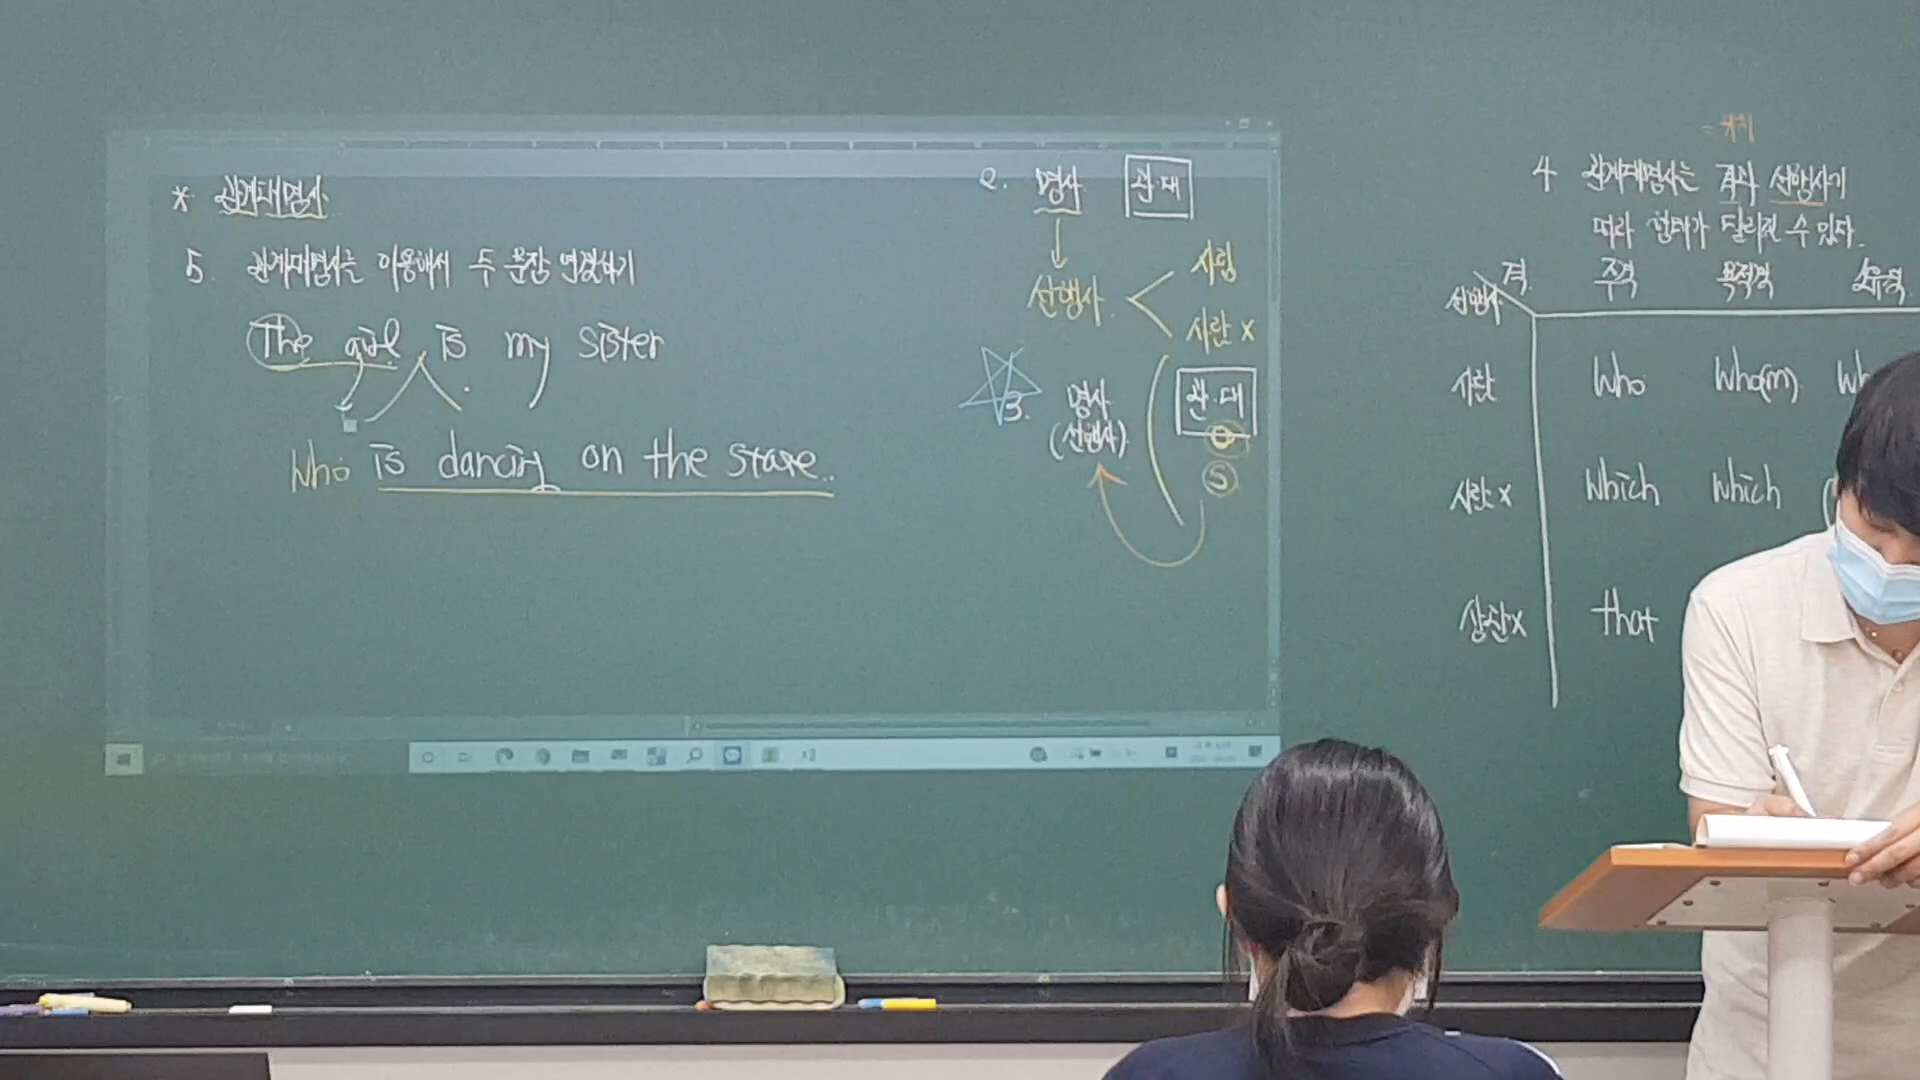 * 관계대명사
5. 관계대명사는 이용해서 두 문장 연결하기
The girl is my sister
who is dancing on the stage..
2. 명사 관·대
선행사 < 사람
사람 x
3. 명사 관·대
(선행사) O
S
4 관계대명사는 격과 선행사에
따라 형태가 달라질 수 있다.
선행사 격 주격 목적격 소유격
사람 who who(m) wh
사람 x which which
상관 x that